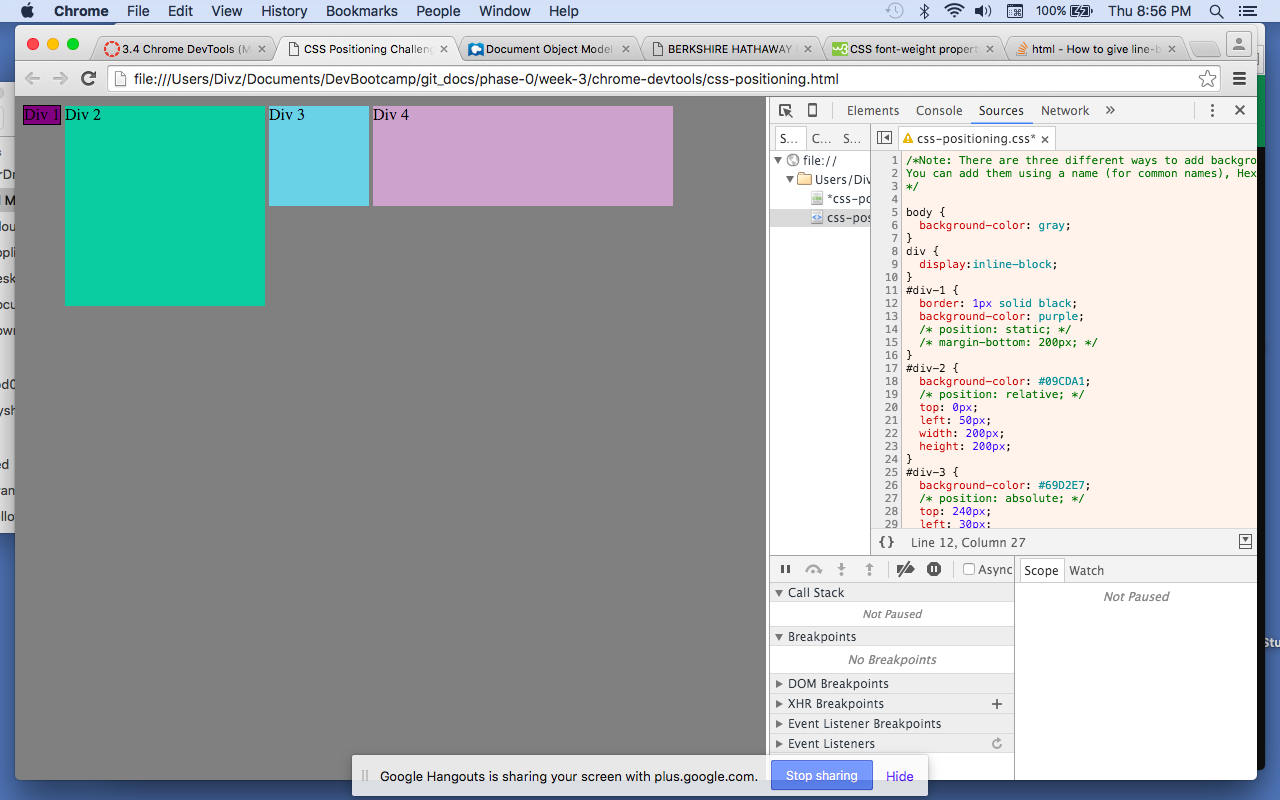 Chrome File Edit View History Bookmarks People Window Help 100% Thu 8:56 PM
3.4 Chrome DevTools (M CSS Positioning Challeng Document Object Model BERKSHIRE HATHAWAY CSS font-weight propert html - How to give line-b
file:///Users/Divz/Documents/DevBootcamp/git_docs/phase-0/week-3/chrome-devtools/css-positioning.html
Div 1 Div 2 Div 3 Div 4
Elements Console Sources Network »
S... C... S... css-positioning.css*
file://
Users/Div
*css-po
css-pos
1 /*Note: There are three different ways to add backgro
2 You can add them using a name (for common names), Hex
3 */
4
5 body {
6 background-color: gray;
7 }
8 div {
9 display:inline-block;
10 }
11 #div-1 {
12 border: 1px solid black;
13 background-color: purple;
14 /* position: static; */
15 /* margin-bottom: 200px; */
16 }
17 #div-2 {
18 background-color: #09CDA1;
19 /* position: relative; */
20 top: 0px;
21 left: 50px;
22 width: 200px;
23 height: 200px;
24 }
25 #div-3 {
26 background-color: #69D2E7;
27 /* position: absolute; */
28 top: 240px;
29 left: 30px;
{} Line 12, Column 27
Async
Scope Watch
Call Stack
Not Paused
Not Paused
Breakpoints
No Breakpoints
DOM Breakpoints
XHR Breakpoints
Event Listener Breakpoints
Event Listeners
Google Hangouts is sharing your screen with plus.google.com. Stop sharing Hide